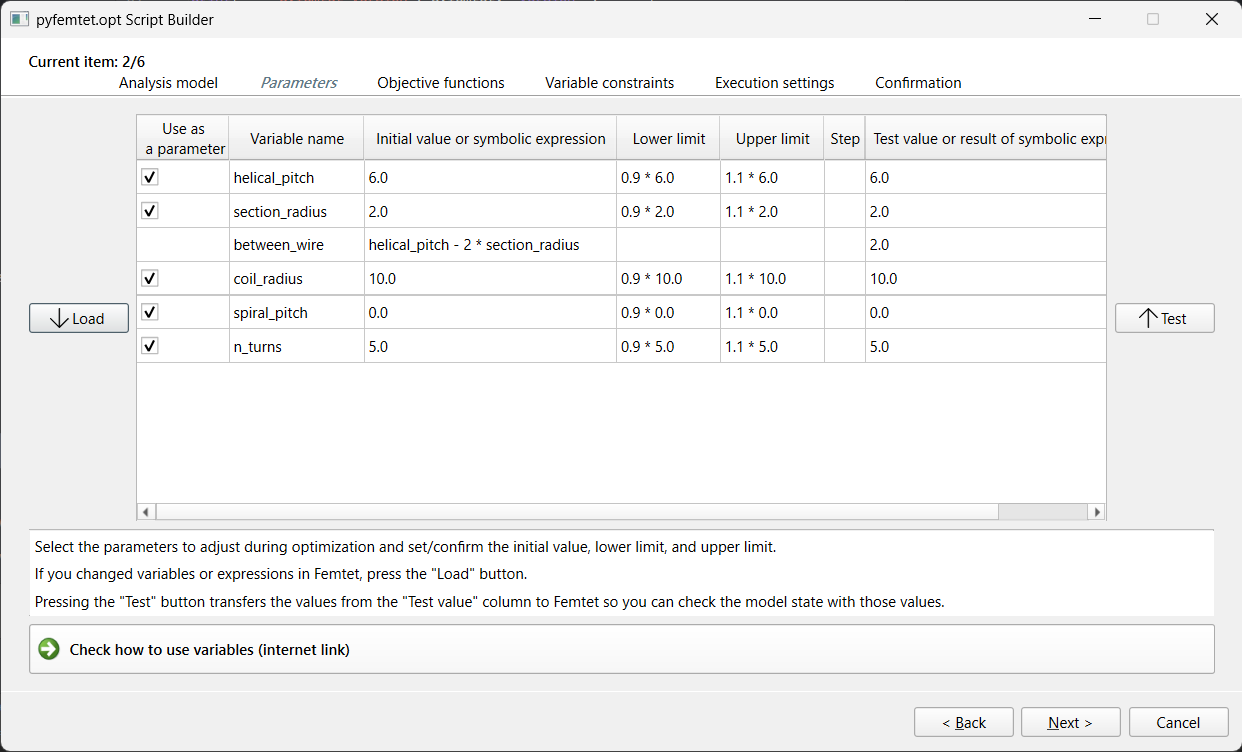 pyfemtet.opt Script Builder
Current item: 2/6
Analysis model Parameters Objective functions Variable constraints Execution settings Confirmation
Use as
a parameter Variable name Initial value or symbolic expression Lower limit Upper limit Step Test value or result of symbolic expr
helical_pitch 6.0 0.9 * 6.0 1.1 * 6.0 6.0
section_radius 2.0 0.9 * 2.0 1.1 * 2.0 2.0
between_wire helical_pitch - 2 * section_radius 2.0
coil_radius 10.0 0.9 * 10.0 1.1 * 10.0 10.0
spiral_pitch 0.0 0.9 * 0.0 1.1 * 0.0 0.0
n_turns 5.0 0.9 * 5.0 1.1 * 5.0 5.0
Load
Test
Select the parameters to adjust during optimization and set/confirm the initial value, lower limit, and upper limit.
If you changed variables or expressions in Femtet, press the "Load" button.
Pressing the "Test" button transfers the values from the "Test value" column to Femtet so you can check the model state with those values.
Check how to use variables (internet link)
< Back Next > Cancel